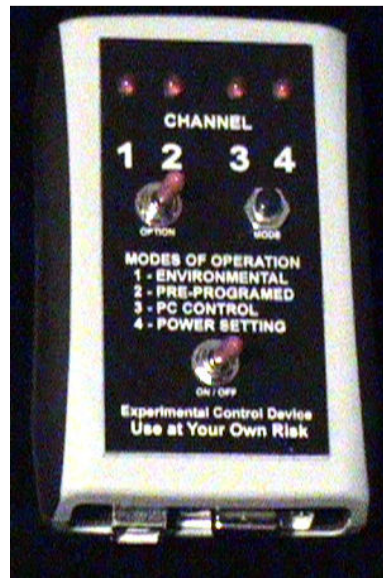 CHANNEL
1 2 3 4
OPTION MODE
MODES OF OPERATION
1 - ENVIRONMENTAL
2 - PRE-PROGRAMED
3 - PC CONTROL
4 - POWER SETTING
ON / OFF
Experimental Control Device
Use at Your Own Risk